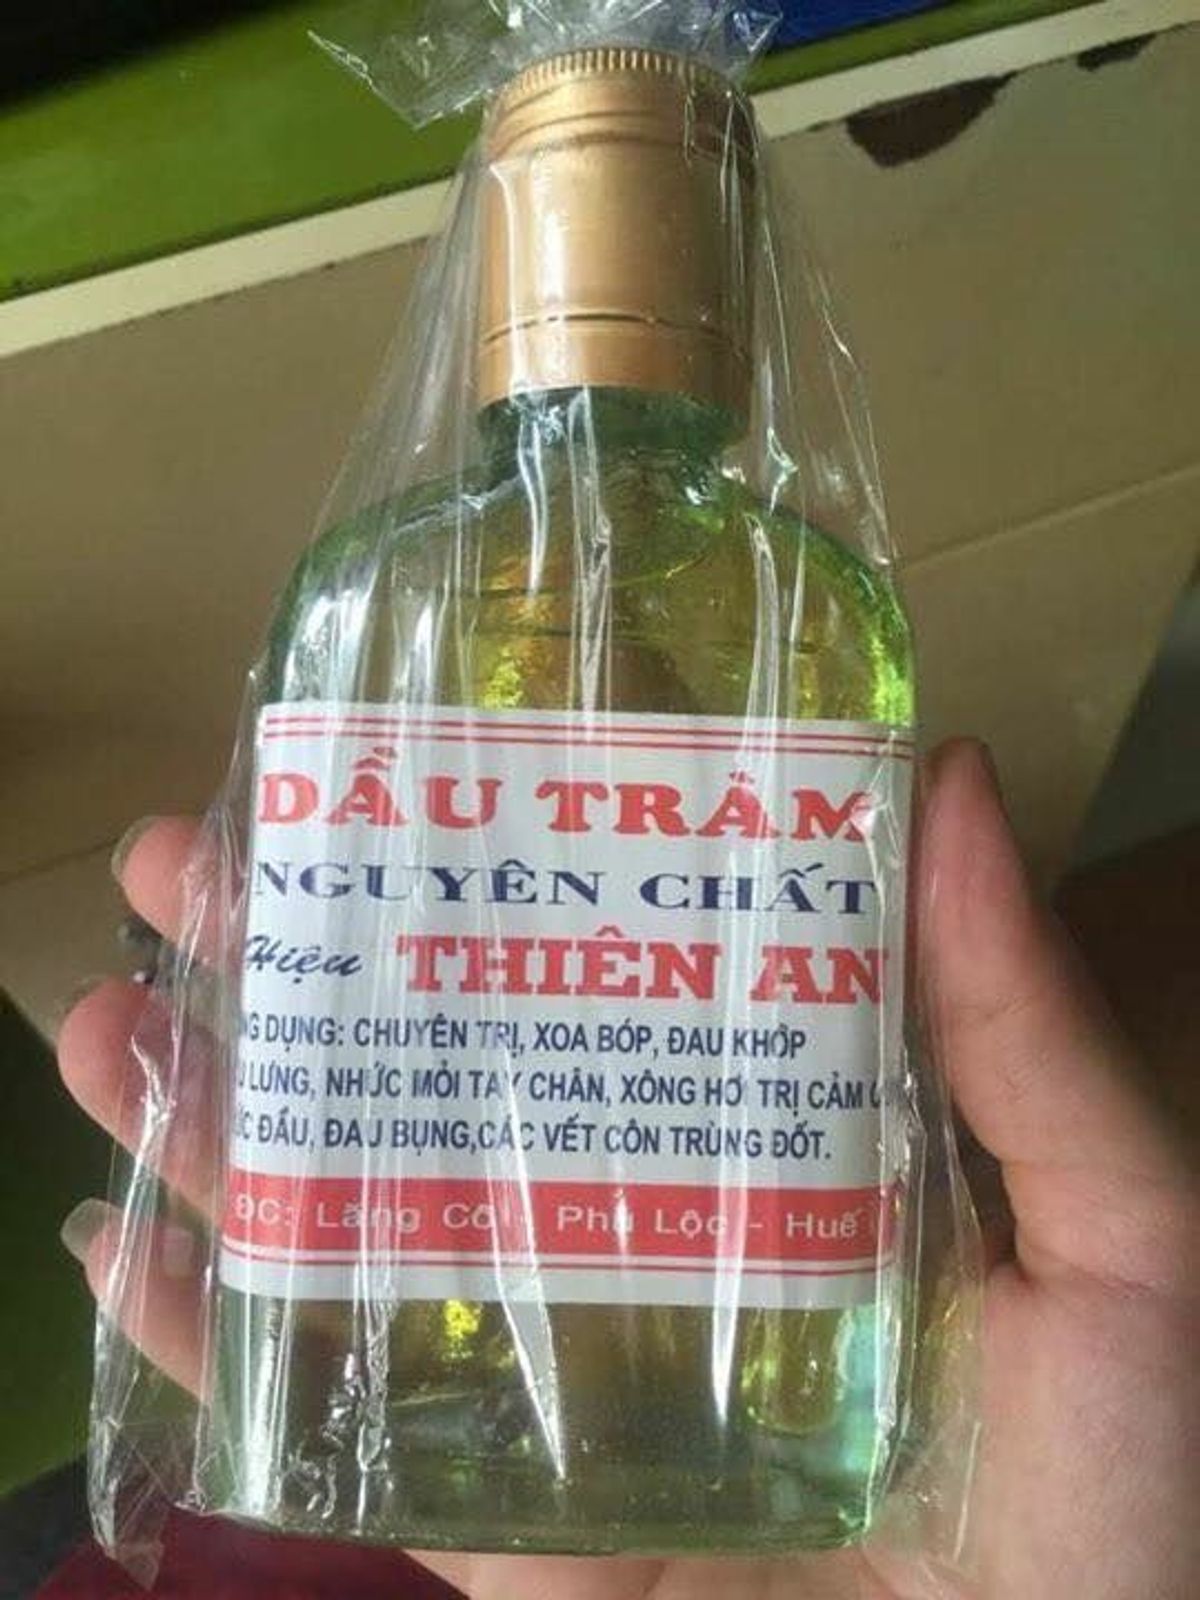 DẦU TRÀM
NGUYÊN CHẤT
Hiệu THIÊN AN
DỤNG: CHUYÊN TRỊ, XOA BÓP, ĐAU KHỚP
LƯNG, NHỨC MỎI TAY CHÂN, XÔNG HƠI TRỊ CẢM
ĐẦU, ĐAU BỤNG,CÁC VẾT CÔN TRÙNG ĐỐT.
ĐC: Lăng Cô - Phú Lộc - Huế